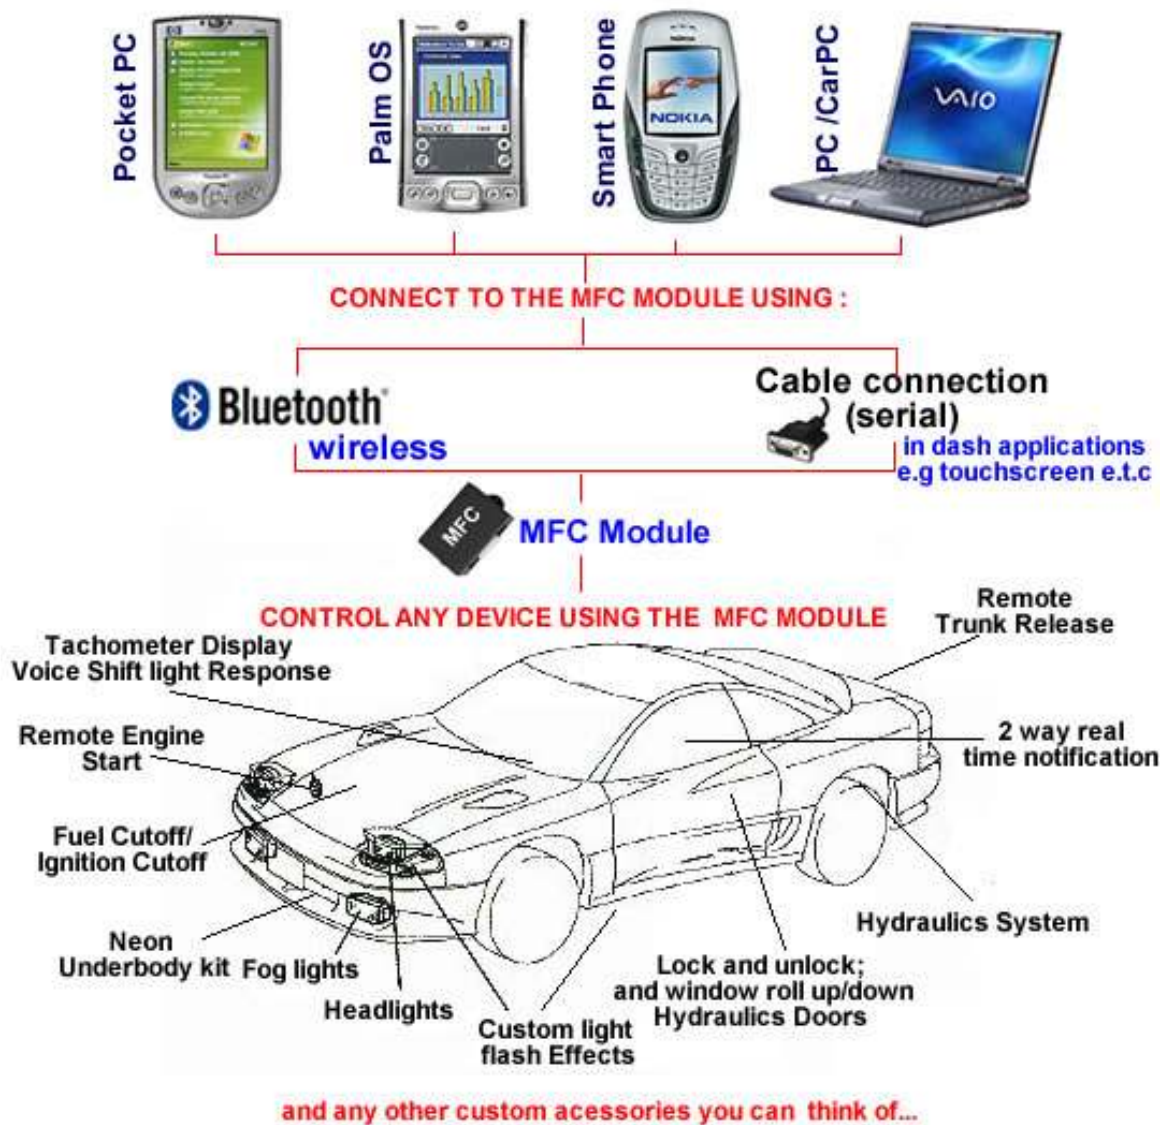 Pocket PC
Palm OS
Smart Phone
PC /CarPC
NOKIA
NOKIA
VAIO
CONNECT TO THE MFC MODULE USING :
Bluetooth
wireless
Cable connection
(serial)
in dash applications
e.g touchscreen e.t.c
MFC
MFC Module
CONTROL ANY DEVICE USING THE MFC MODULE
Remote
Trunk Release
Tachometer Display
Voice Shift light Response
Remote Engine
Start
2 way real
time notification
Fuel Cutoff/
Ignition Cutoff
Hydraulics System
Neon
Underbody kit
Fog lights
Headlights
Lock and unlock;
and window roll up/down
Hydraulics Doors
Custom light
flash Effects
and any other custom acessories you can think of...